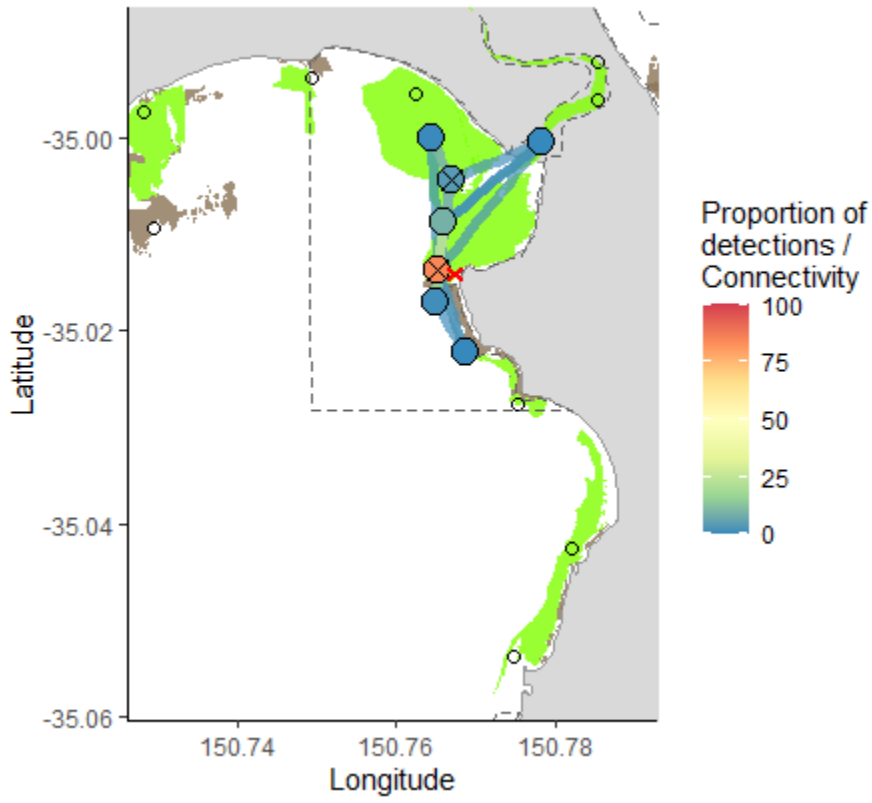 -35.00
-35.02
-35.04
-35.06
Latitude
150.74
150.76
150.78
Longitude
Proportion of
detections /
Connectivity
100
75
50
25
0